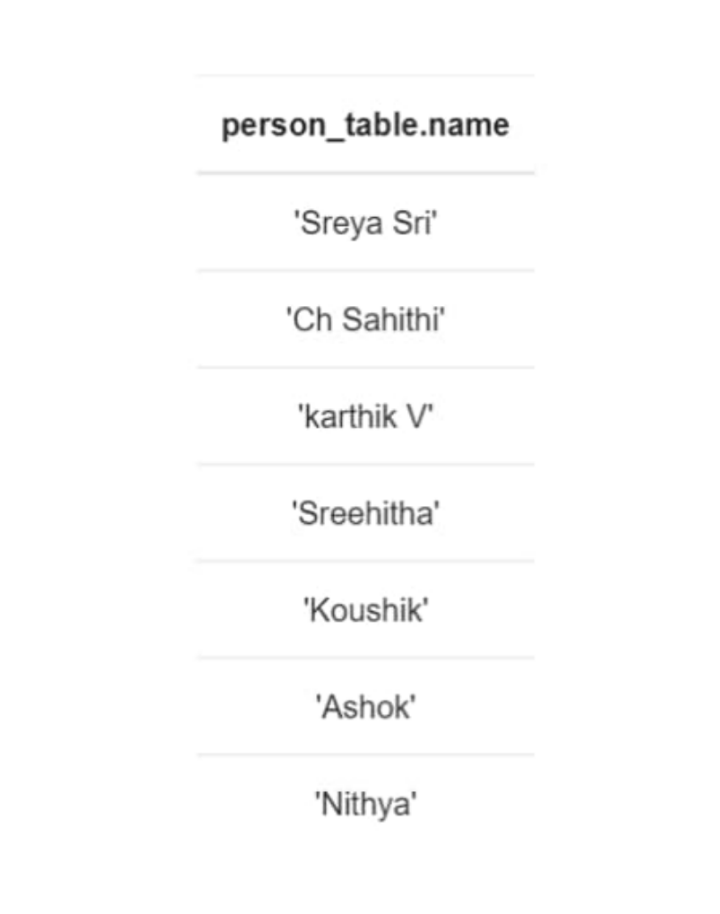 person_table.name
'Sreya Sri'
'Ch Sahithi'
'karthik V'
'Sreehitha'
'Koushik'
'Ashok'
'Nithya'